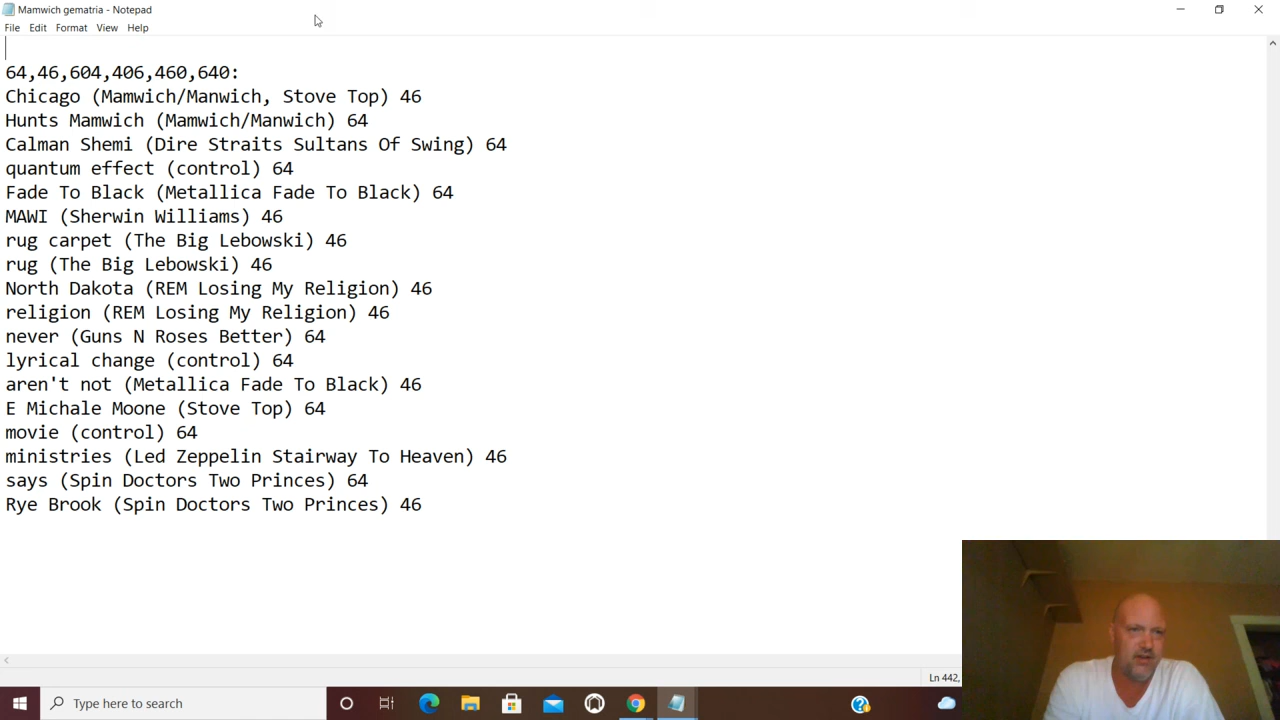 Mamwich gematria - Notepad
File Edit Format View Help
64,46,604,406,460,640:
Chicago (Mamwich/Manwich, Stove Top) 46
Hunts Mamwich (Mamwich/Manwich) 64
Calman Shemi (Dire Straits Sultans Of Swing) 64
quantum effect (control) 64
Fade To Black (Metallica Fade To Black) 64
MAWI (Sherwin Williams) 46
rug carpet (The Big Lebowski) 46
rug (The Big Lebowski) 46
North Dakota (REM Losing My Religion) 46
religion (REM Losing My Religion) 46
never (Guns N Roses Better) 64
lyrical change (control) 64
aren't not (Metallica Fade To Black) 46
E Michale Moone (Stove Top) 64
movie (control) 64
ministries (Led Zeppelin Stairway To Heaven) 46
says (Spin Doctors Two Princes) 64
Rye Brook (Spin Doctors Two Princes) 46
Ln 442,
Type here to search